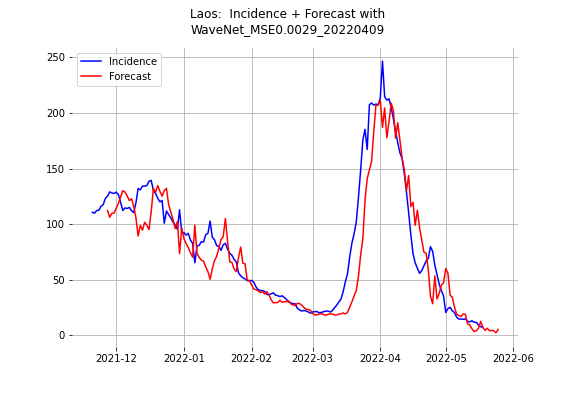 Laos: Incidence + Forecast with
WaveNet_MSE0.0029_20220409
Incidence
Forecast
250
200
150
100
50
0
2021-12 2022-01 2022-02 2022-03 2022-04 2022-05 2022-06